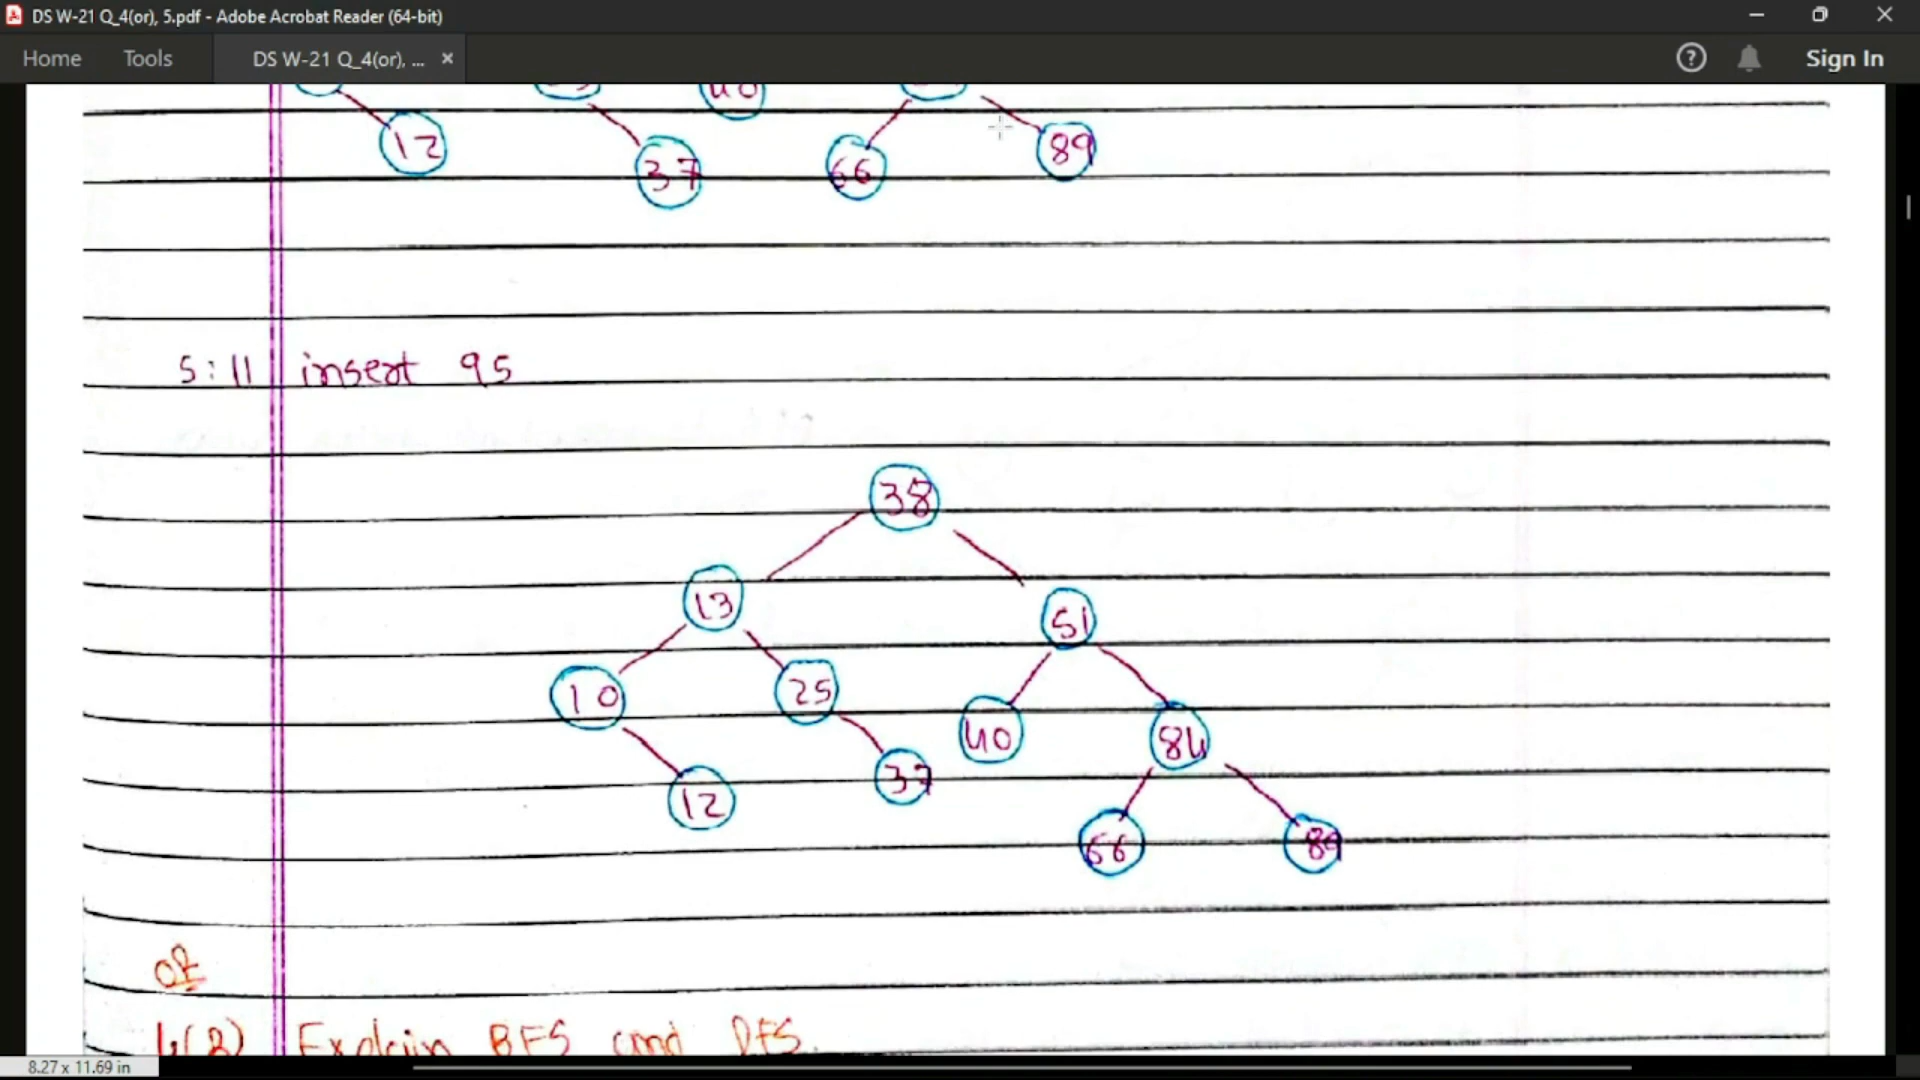 DS W-21 Q_4(or), 5.pdf - Adobe Acrobat Reader (64-bit)
Home Tools DS W-21 Q_4(or), ... × Sign In
40
12 37 66 89
5:11 insert 95
38
13 51
10 25 40 84
12 37 66 89
OR
4(B) Explain BFS and DFS.
8.27 x 11.69 in